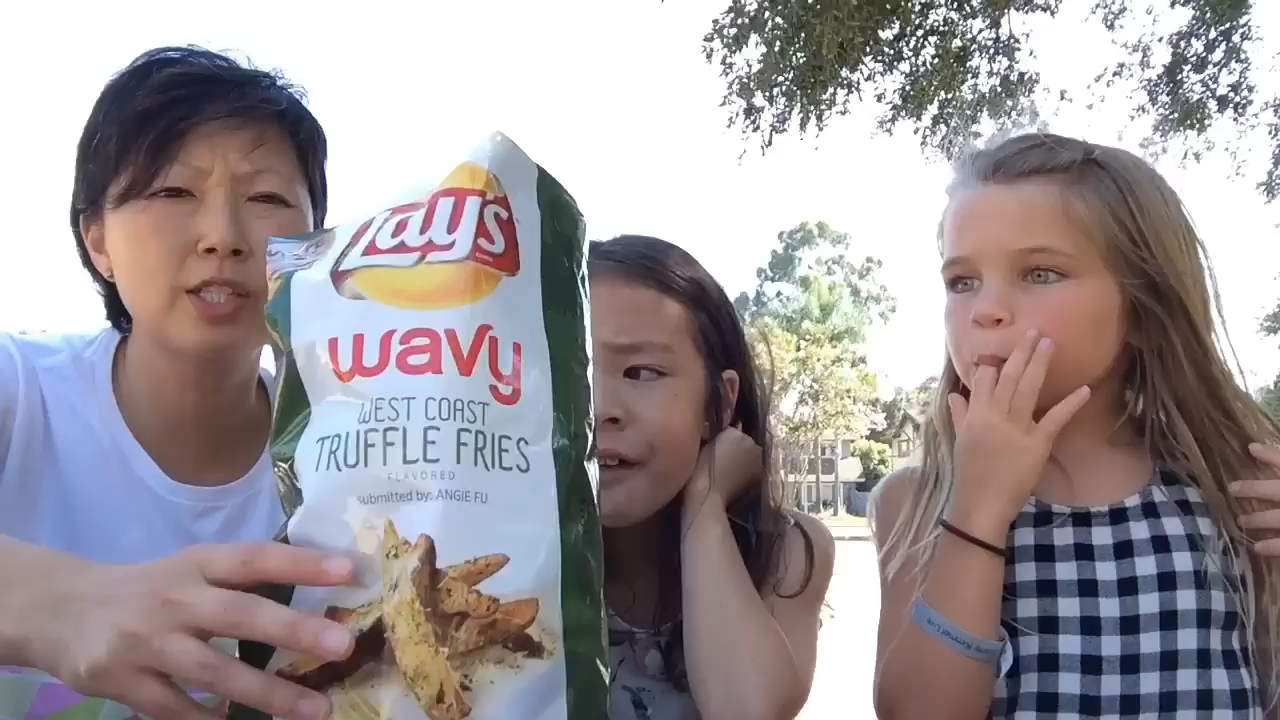 Lay's
wavy
WEST COAST
TRUFFLE FRIES
FLAVORED
submitted by: ANGIE FU